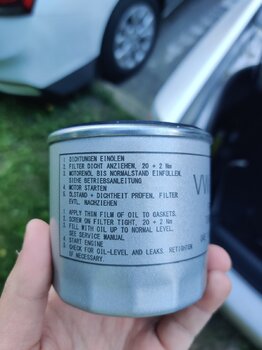 1. DICHTUNGEN EINÖLEN
2. FILTER DICHT ANZIEHEN, 20 + 2 Nm
3. MOTORENÖL BIS NORMALSTAND EINFÜLLEN,
SIEHE BETRIEBSANLEITUNG
4. MOTOR STARTEN
5. ÖLSTAND + DICHTHEIT PRÜFEN, FILTER
EVTL. NACHZIEHEN
1. APPLY THIN FILM OF OIL TO GASKETS.
2. SCREW ON FILTER TIGHT, 20 + 2 Nm
3. FILL WITH OIL UP TO NORMAL LEVEL,
SEE SERVICE MANUAL
4. START ENGINE
5. CHECK FOR OIL-LEVEL AND LEAKS. RETIGHTEN
IF NECESSARY.